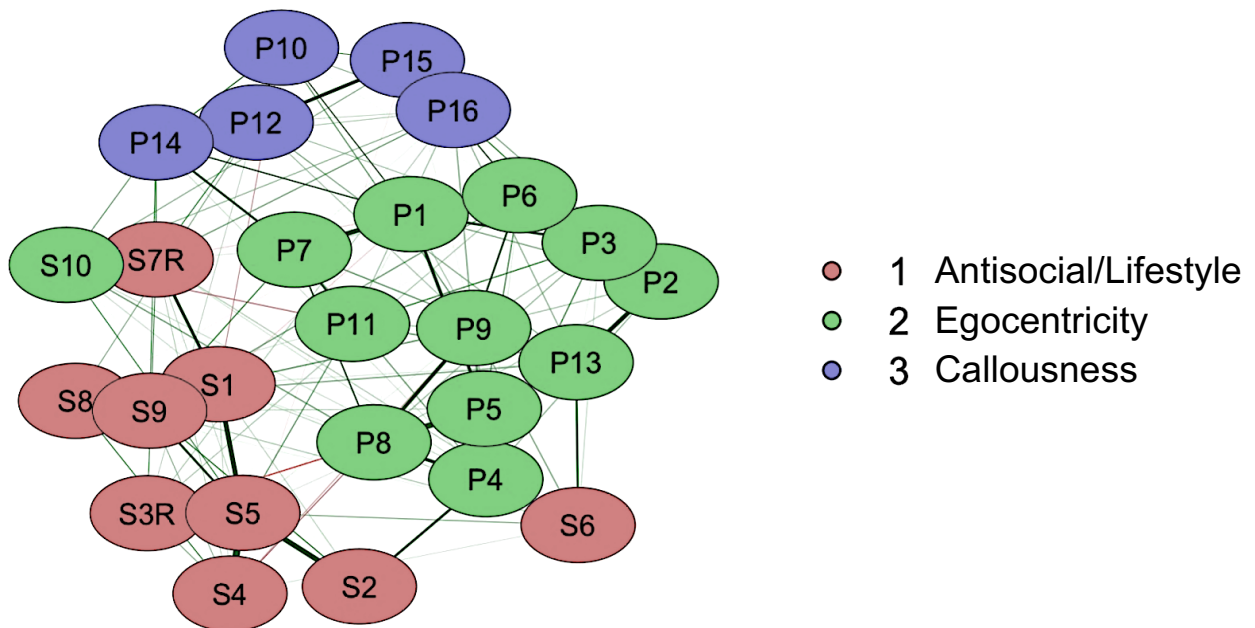 P10
P15
P16
P12
P14
P6
P1
P3
P7
S10
S7R
P2
P11
P9
P13
S1
S8
S9
P5
P8
P4
S3R
S5
S6
S4
S2
1 Antisocial/Lifestyle
2 Egocentricity
3 Callousness